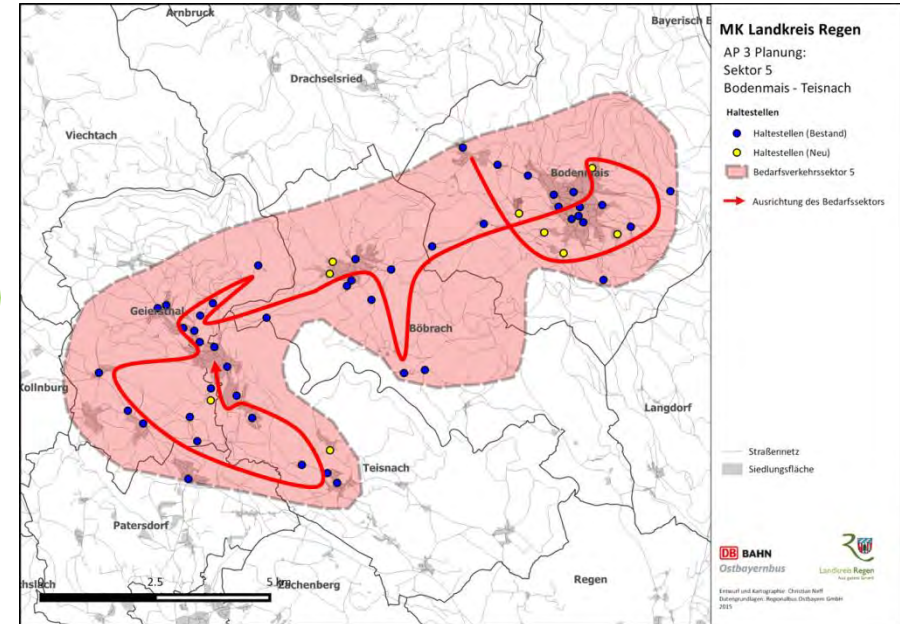 Arnbruck
Bayerisch E
Drachselsried
Viechtach
Bodenmais
Geiersthal
Böbrach
Kollnburg
Langdorf
Teisnach
Patersdorf
Zachenberg
Regen
0
2.5
5 km
MK Landkreis Regen
AP 3 Planung:
Sektor 5
Bodenmais - Teisnach
Haltestellen
Haltestellen (Bestand)
Haltestellen (Neu)
Bedarfsverkehrssektor 5
Ausrichtung des Bedarfssektors
Straßennetz
Siedlungsfläche
DB BAHN
Ostbayernbus
Landkreis Regen
Entwurf und Kartographie: Christian Neff
Datengrundlagen: Regionalbus Ostbayern GmbH
2015